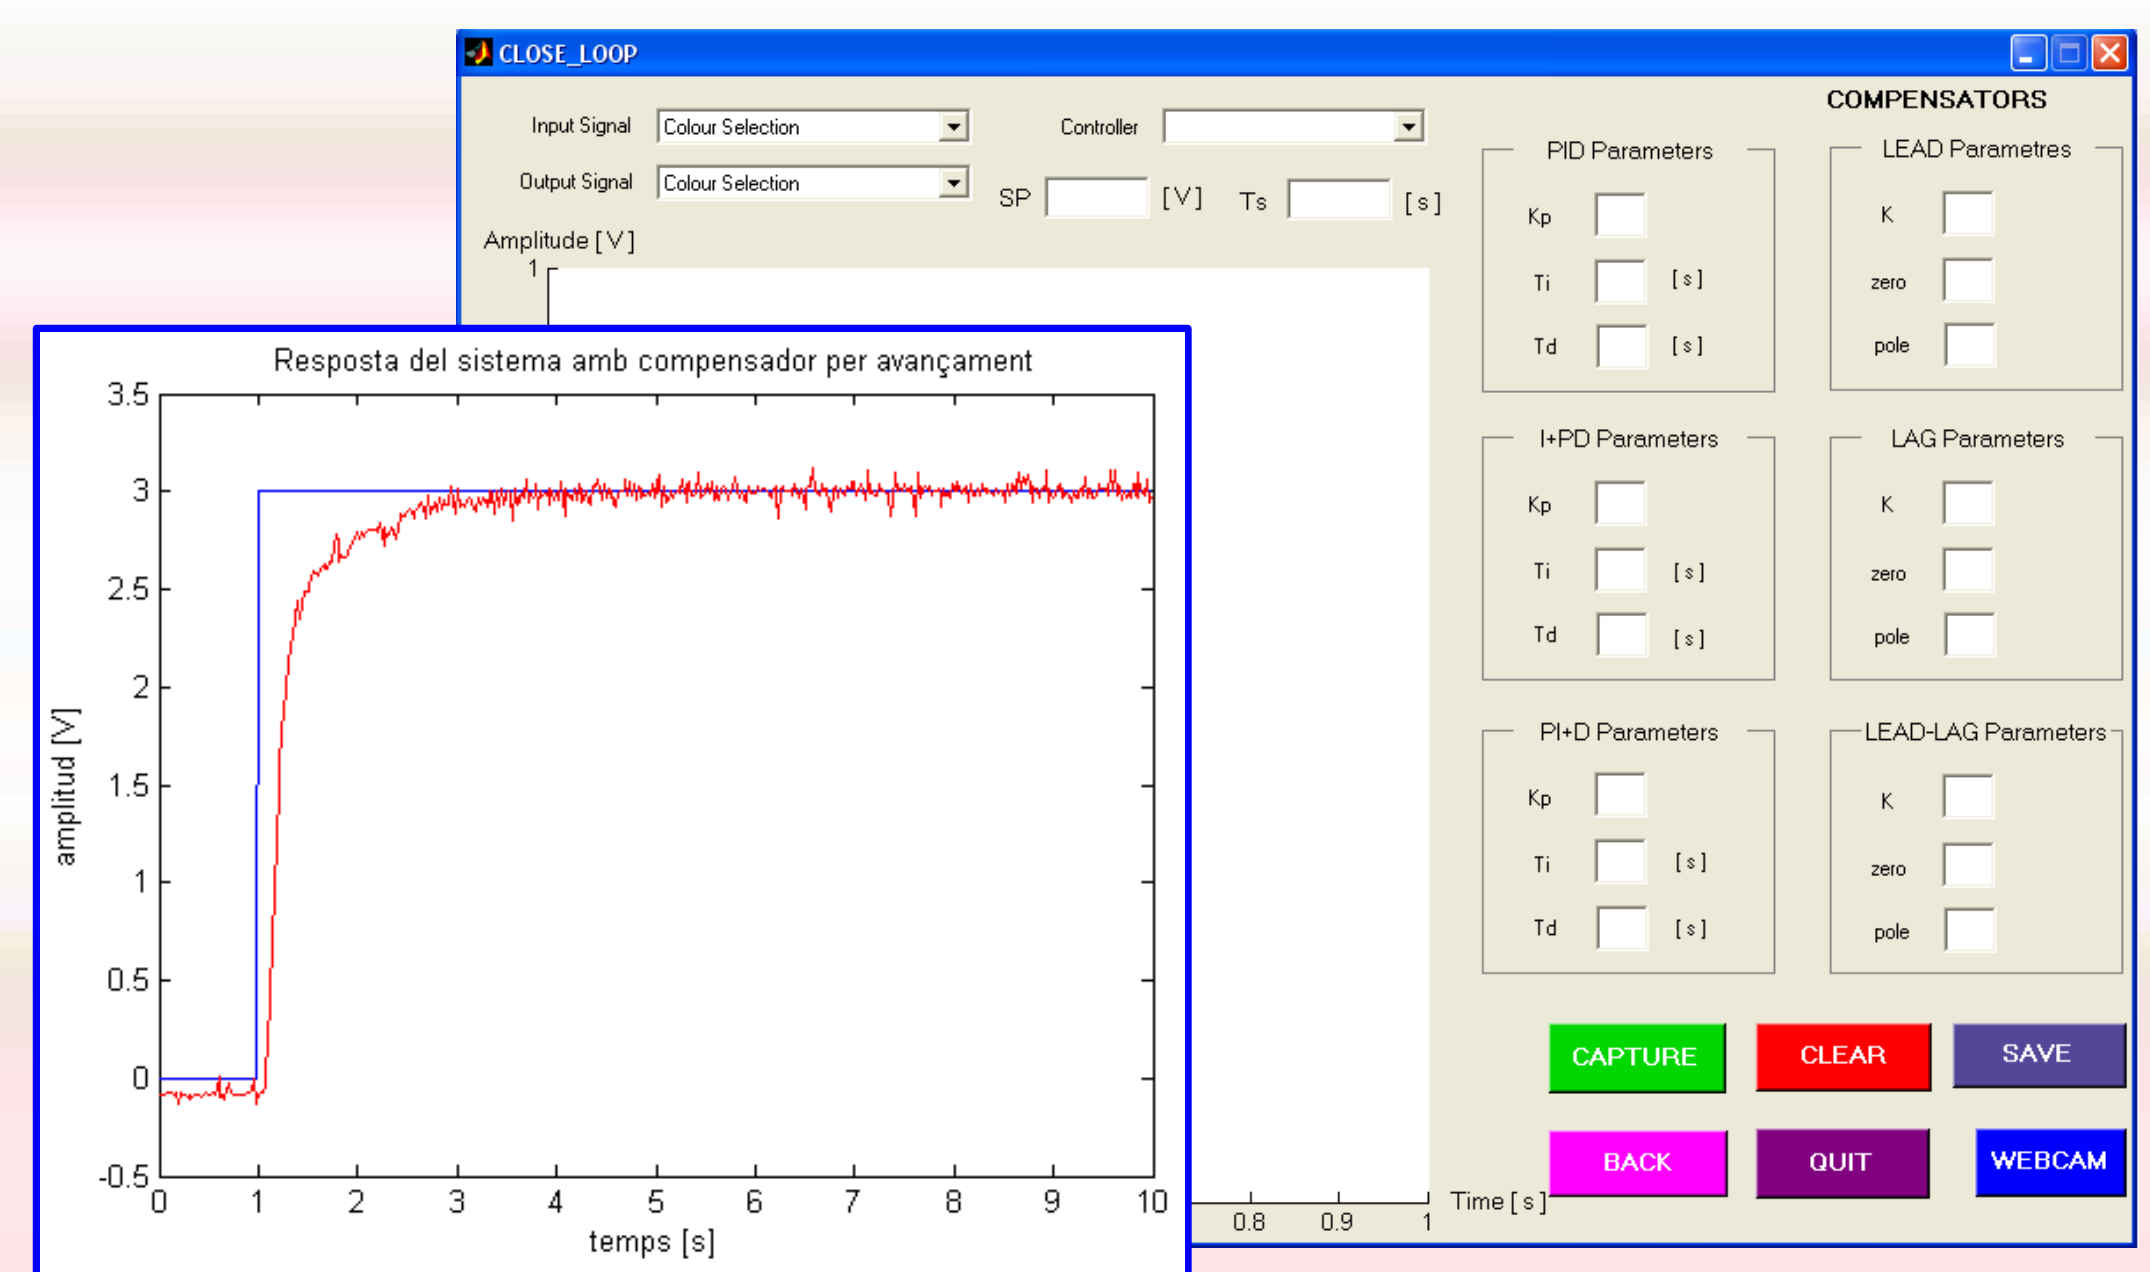 CLOSE_LOOP
Input Signal Colour Selection Controller
Output Signal Colour Selection SP [V] Ts [s]
Amplitude [V]
1
0.8 0.9 1 Time [s]
COMPENSATORS
PID Parameters
Kp
Ti [s]
Td [s]
LEAD Parametres
K
zero
pole
I+PD Parameters
Kp
Ti [s]
Td [s]
LAG Parameters
K
zero
pole
PI+D Parameters
Kp
Ti [s]
Td [s]
LEAD-LAG Parameters
K
zero
pole
CAPTURE CLEAR SAVE
BACK QUIT WEBCAM
Resposta del sistema amb compensador per avançament
3.5
3
2.5
2
1.5
1
0.5
0
-0.5
amplitud [V]
0 1 2 3 4 5 6 7 8 9 10
temps [s]